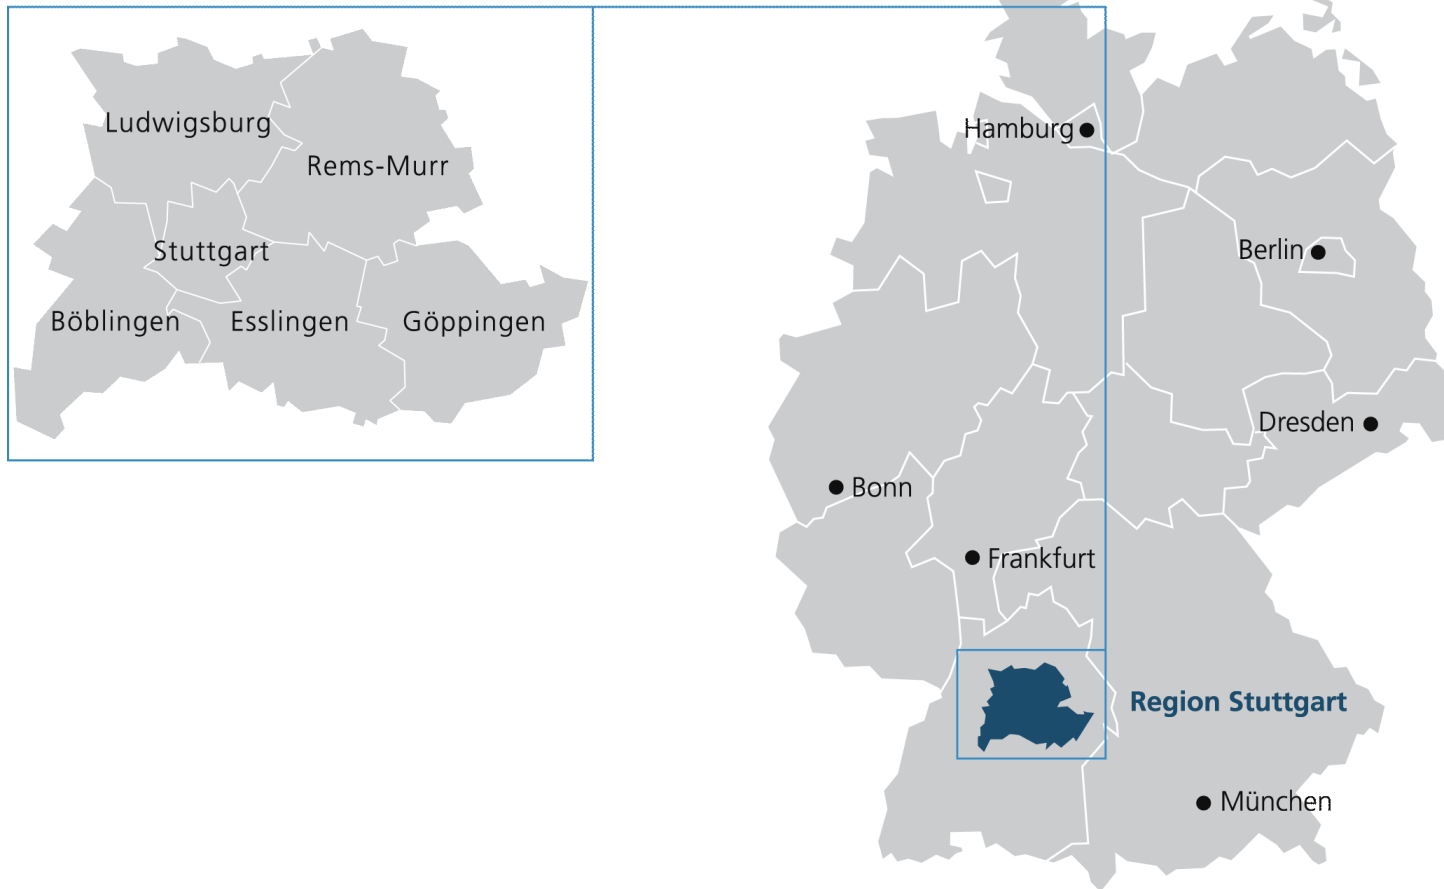 Ludwigsburg
Rems-Murr
Stuttgart
Böblingen
Esslingen
Göppingen
Hamburg
Berlin
Dresden
Bonn
Frankfurt
Region Stuttgart
München